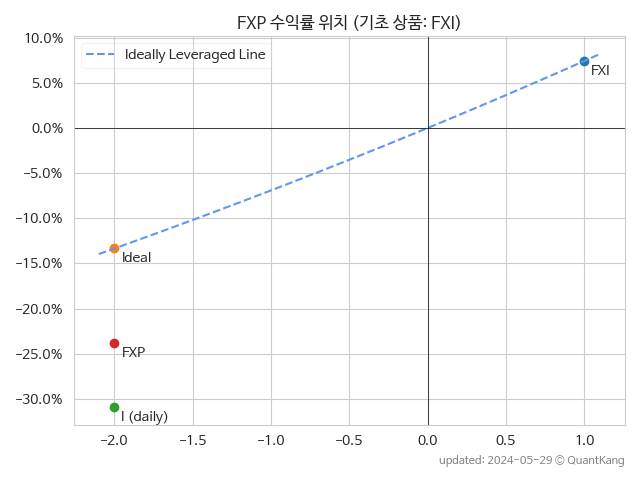 FXP 수익률 위치 (기초 상품: FXI)
10.0%
5.0%
0.0%
−5.0%
−10.0%
−15.0%
−20.0%
−25.0%
−30.0%
Ideally Leveraged Line
FXI
Ideal
FXP
I (daily)
−2.0 −1.5 −1.0 −0.5 0.0 0.5 1.0
updated: 2024-05-29 © QuantKang